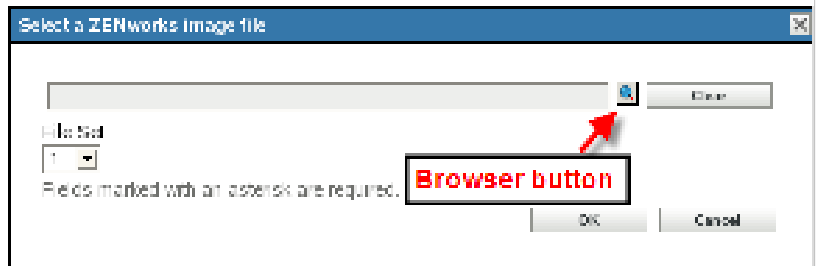 Select a ZENworks image file
Clear
File Set
1
Browser button
Fields marked with an asterisk are required.
OK
Cancel